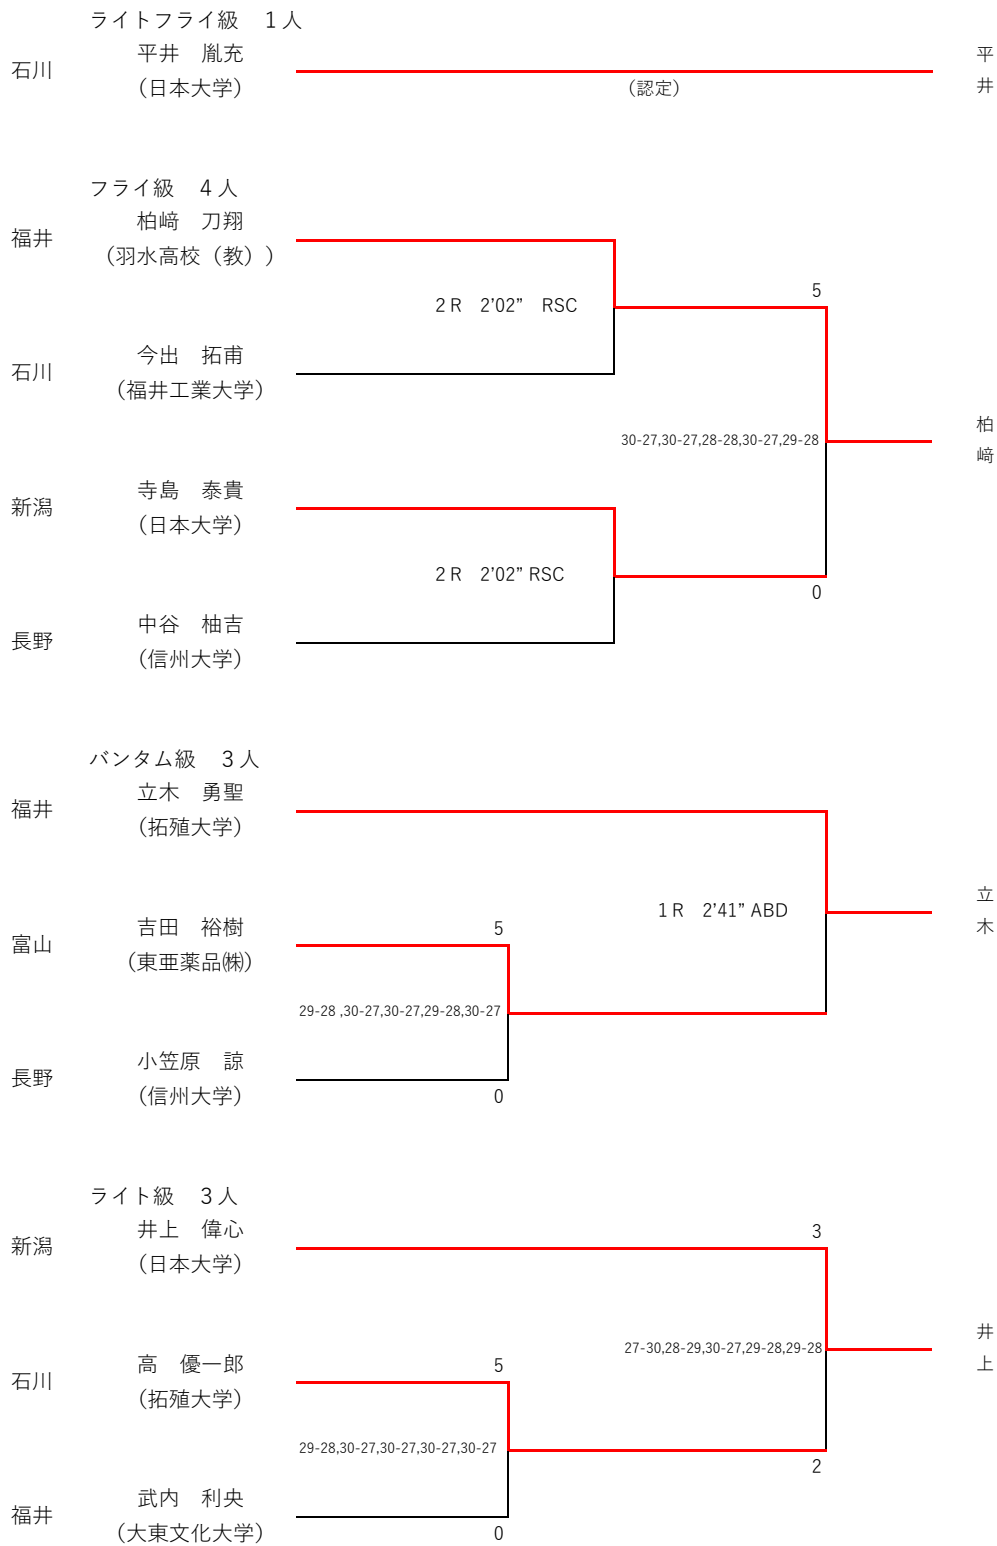 ライトフライ級　１人
石川
平井　胤充
（日本大学）
（認定）
平
井
フライ級　４人
福井
柏﨑　刀翔
（羽水高校（教））
２Ｒ　2’02”　RSC
5
石川
今出　拓甫
（福井工業大学）
30-27,30-27,28-28,30-27,29-28
柏
﨑
新潟
寺島　泰貴
（日本大学）
２Ｒ　2’02” RSC
0
長野
中谷　柚吉
（信州大学）
バンタム級　３人
福井
立木　勇聖
（拓殖大学）
１Ｒ　2’41” ABD
立
木
富山
吉田　裕樹
（東亜薬品㈱）
5
29-28 ,30-27,30-27,29-28,30-27
長野
小笠原　諒
（信州大学）
0
ライト級　３人
新潟
井上　偉心
（日本大学）
3
27-30,28-29,30-27,29-28,29-28
井
上
石川
高　優一郎
（拓殖大学）
5
29-28,30-27,30-27,30-27,30-27
2
福井
武内　利央
（大東文化大学）
0